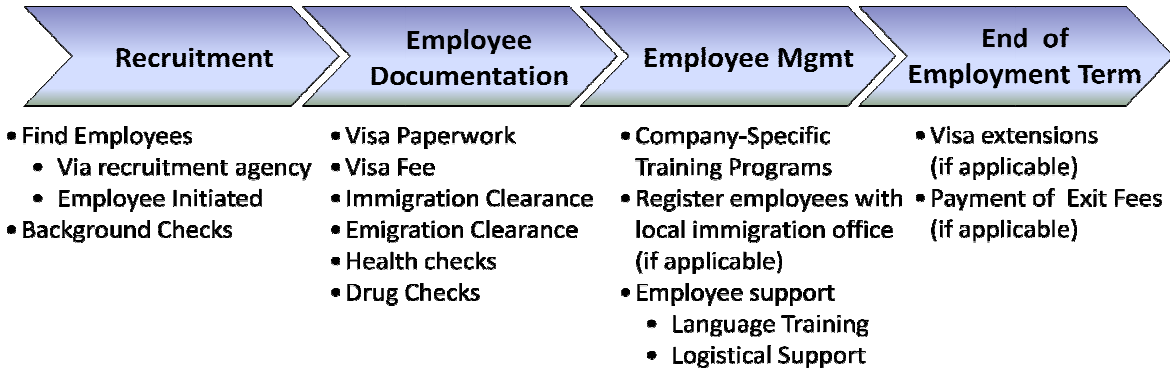 Recruitment
Employee
Documentation
Employee Mgmt
End of
Employment Term
• Find Employees
• Via recruitment agency
• Employee Initiated
• Background Checks
• Visa Paperwork
• Visa Fee
• Immigration Clearance
• Emigration Clearance
• Health checks
• Drug Checks
• Company-Specific
Training Programs
• Register employees with
local immigration office
(if applicable)
• Employee support
• Language Training
• Logistical Support
• Visa extensions
(if applicable)
• Payment of Exit Fees
(if applicable)